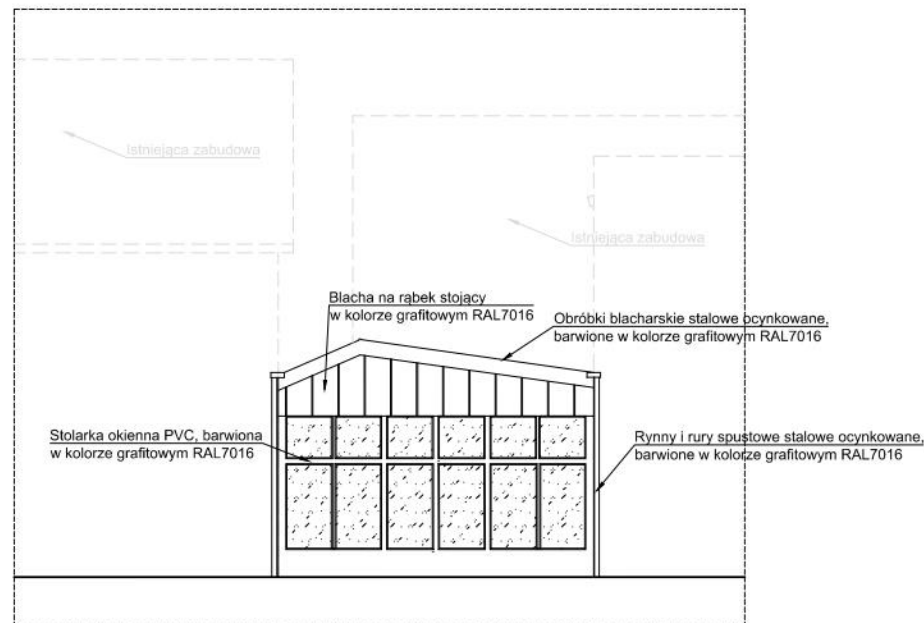 Istniejąca zabudowa
Istniejąca zabudowa
Blacha na rąbek stojący
w kolorze grafitowym RAL7016
Obróbki blacharskie stalowe ocynkowane,
barwione w kolorze grafitowym RAL7016
Stolarka okienna PVC, barwiona
w kolorze grafitowym RAL7016
Rynny i rury spustowe stalowe ocynkowane,
barwione w kolorze grafitowym RAL7016